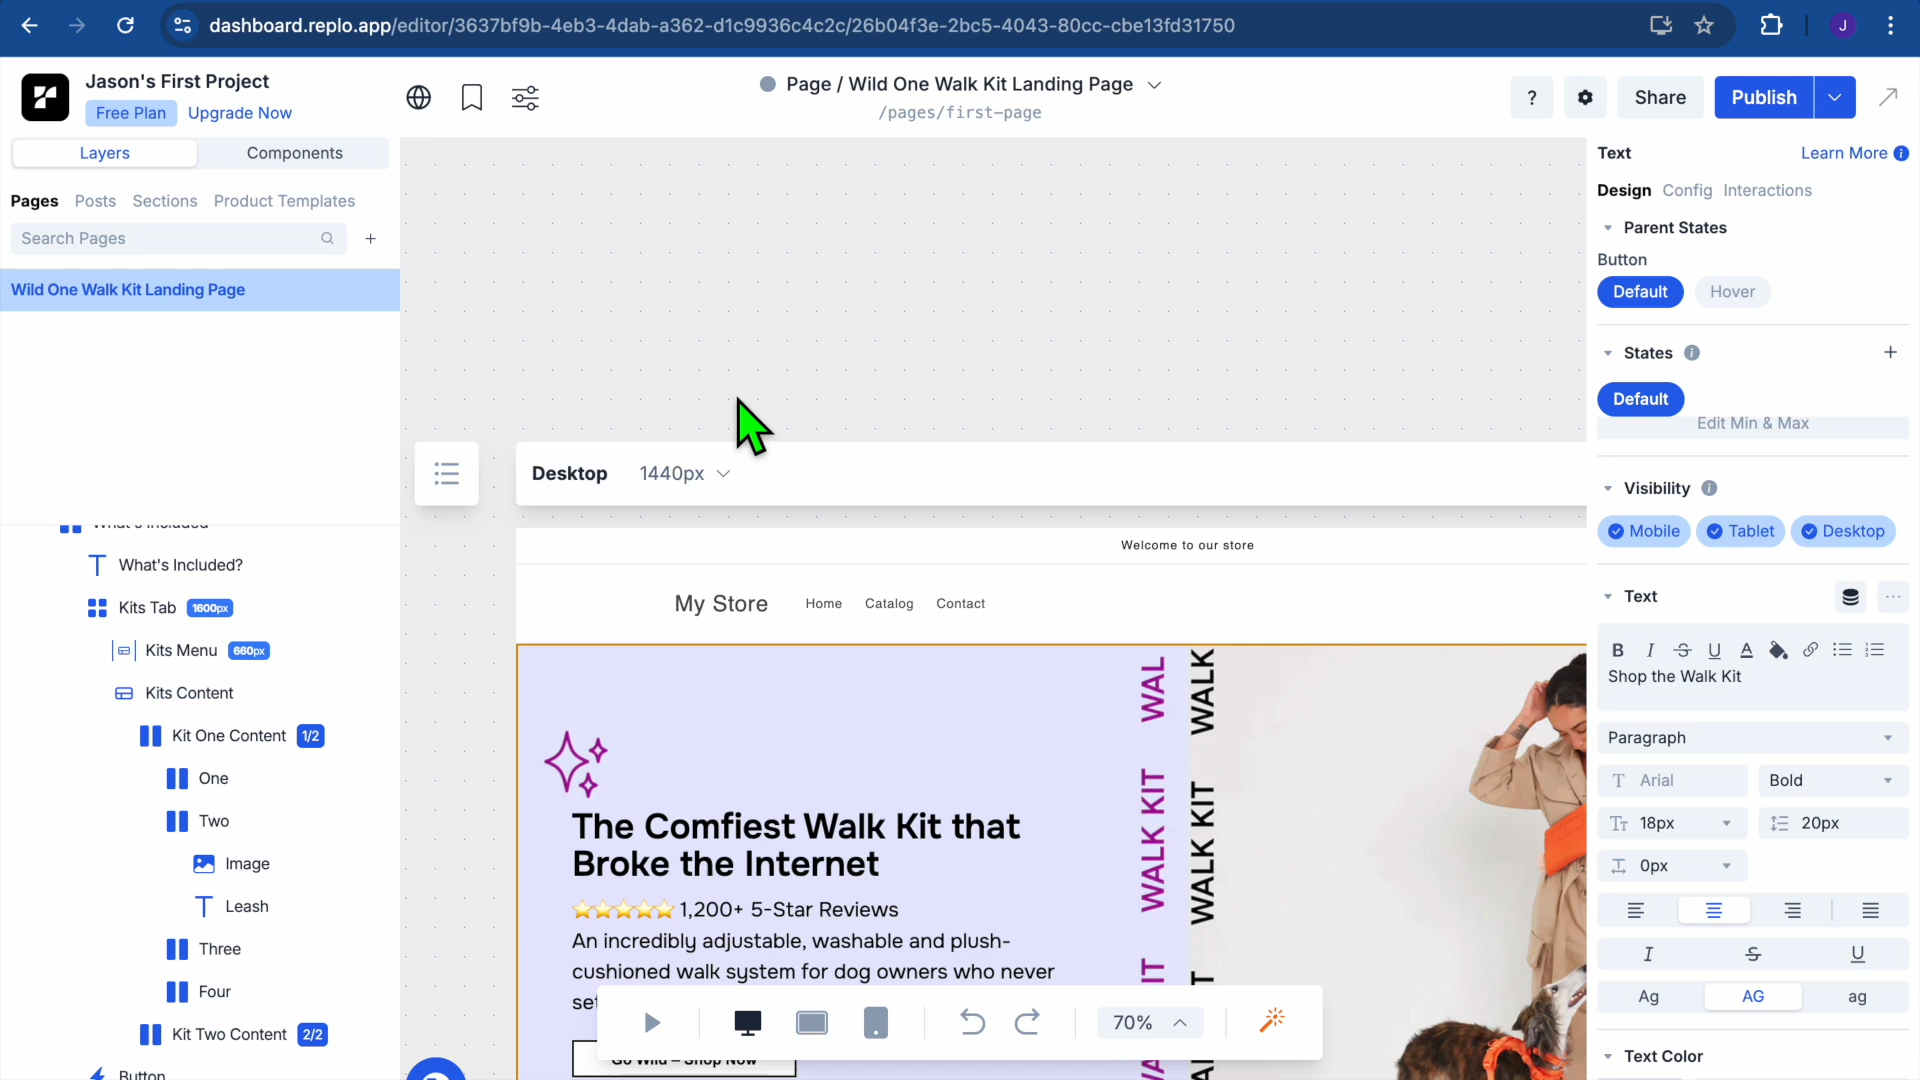 dashboard.replo.app/editor/3637bf9b-4eb3-4dab-a362-d1c9936c4c2c/26b04f3e-2bc5-4043-80cc-cbe13fd31750
J
Jason's First Project
Free Plan
Upgrade Now
Page / Wild One Walk Kit Landing Page
/pages/first-page
?
Share
Publish
Layers
Components
Pages
Posts
Sections
Product Templates
Search Pages
Wild One Walk Kit Landing Page
What's Included
What's Included?
Kits Tab
1600px
Kits Menu
660px
Kits Content
Kit One Content
1/2
One
Two
Image
Leash
Three
Four
Kit Two Content
2/2
Button
Desktop
1440px
Welcome to our store
My Store
Home
Catalog
Contact
The Comfiest Walk Kit that
Broke the Internet
1,200+ 5-Star Reviews
An incredibly adjustable, washable and plush-
cushioned walk system for dog owners who never
Go Wild – Shop Now
WALK KIT
WALK KIT
70%
Text
Learn More
Design
Config
Interactions
Parent States
Button
Default
Hover
States
Default
Edit Min & Max
Visibility
Mobile
Tablet
Desktop
Text
B
I
S
U
A
Shop the Walk Kit
Paragraph
Arial
Bold
18px
20px
0px
I
S
U
Ag
AG
ag
Text Color